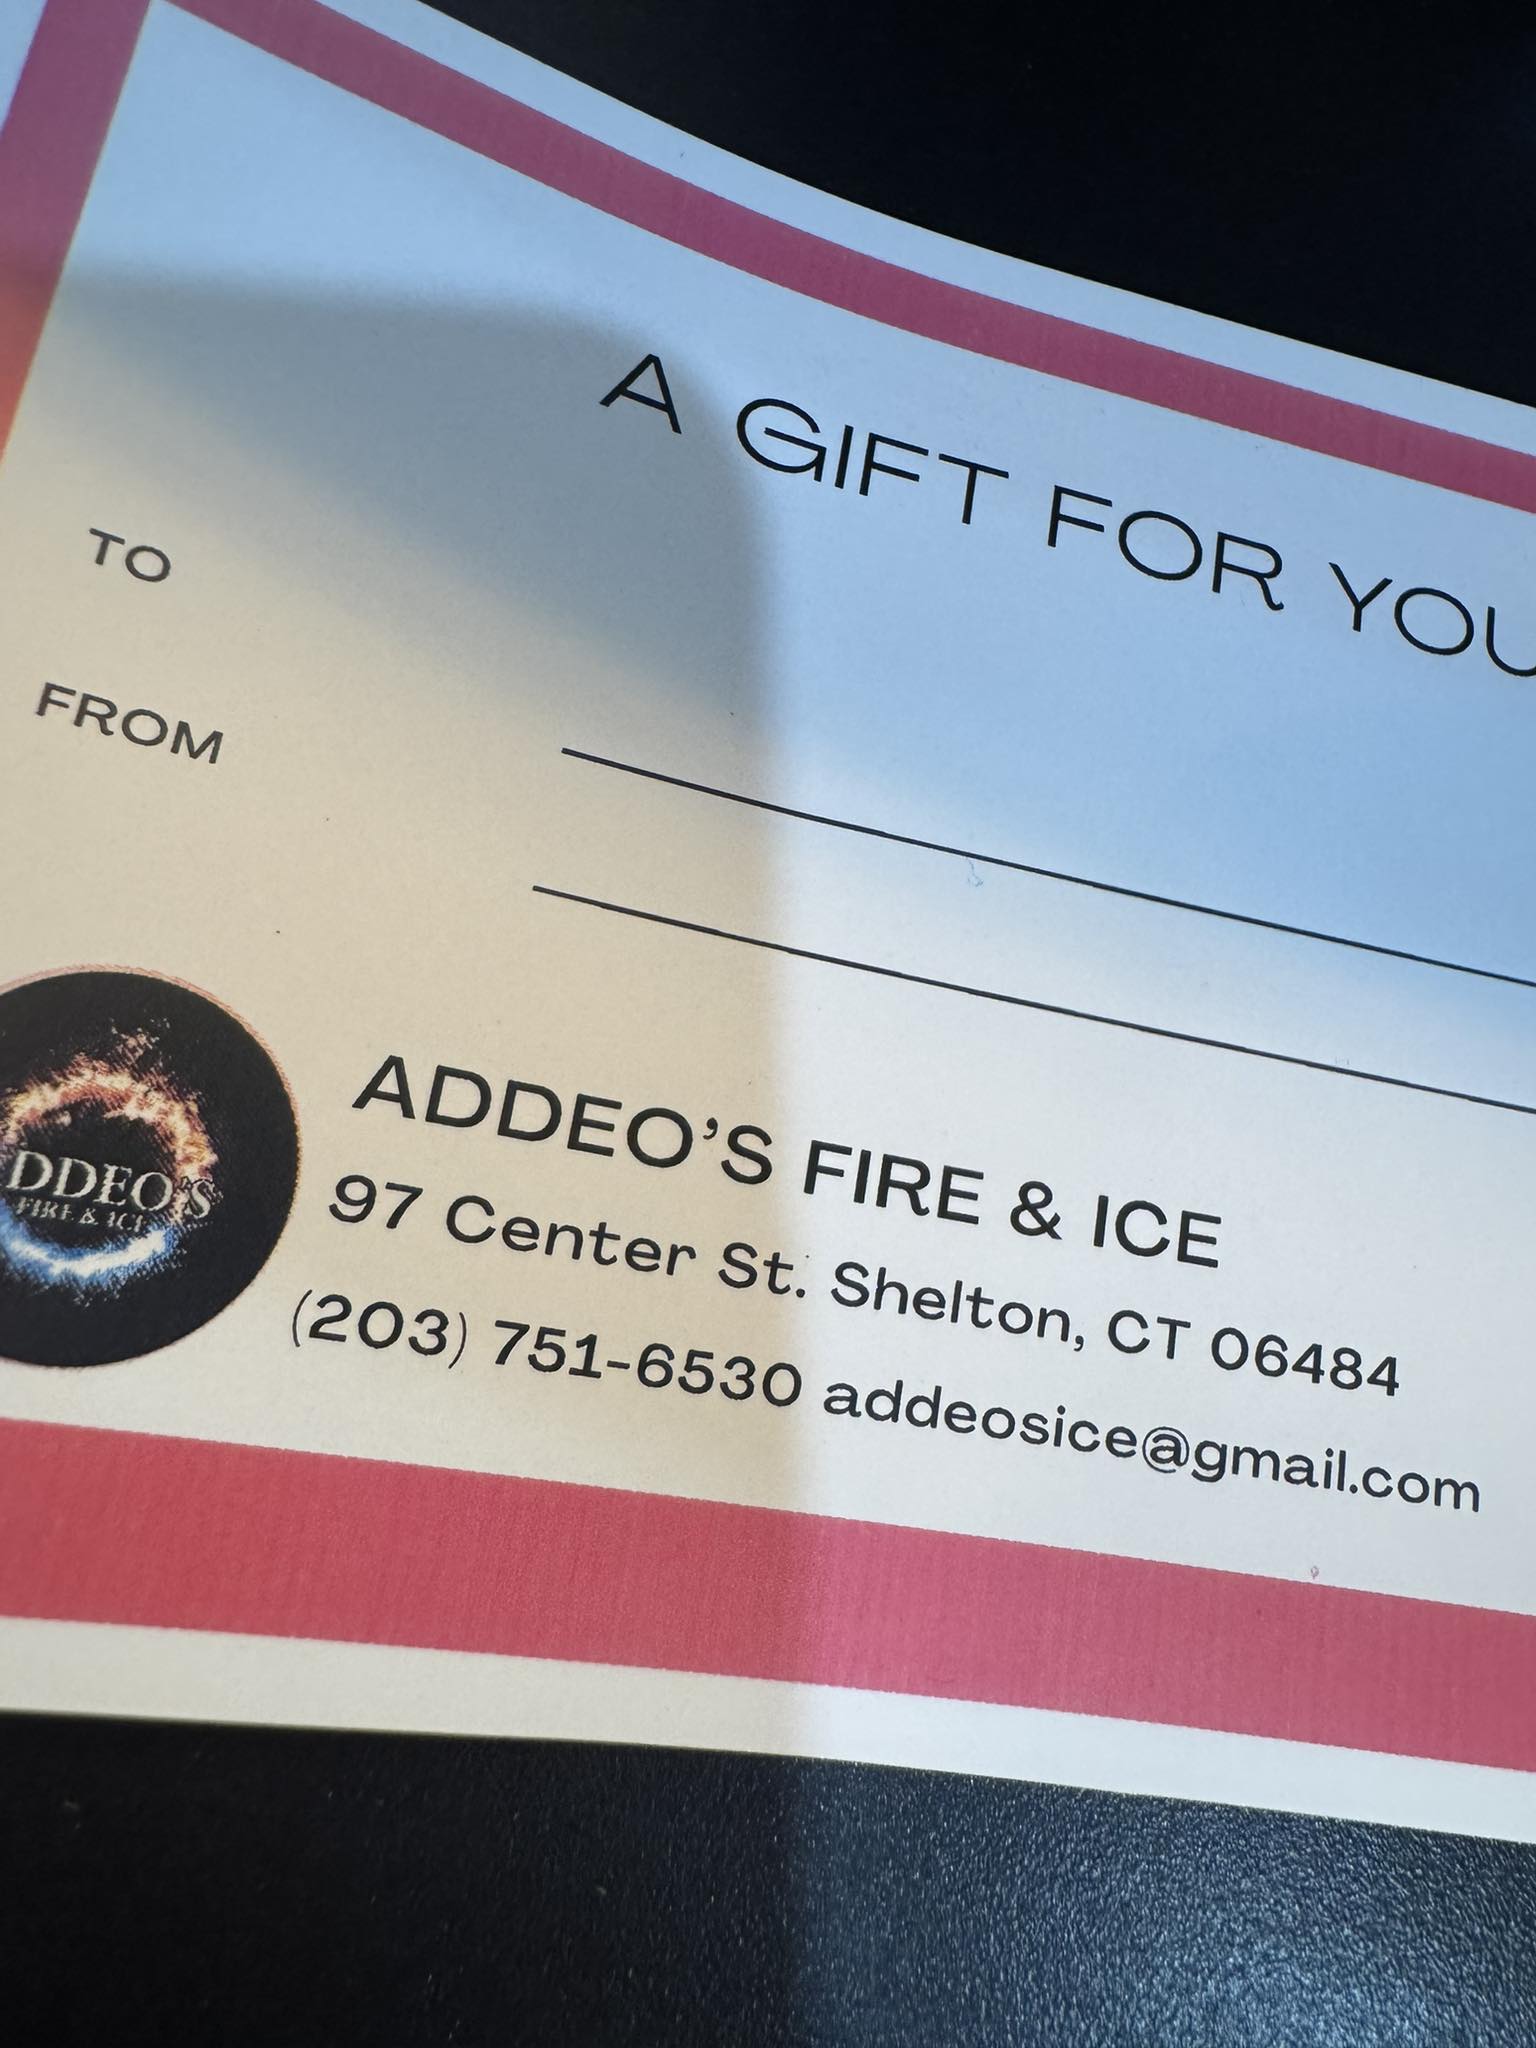 A GIFT FOR YOU
TO
FROM
DDEO'S
FIRE & ICE
ADDEO'S FIRE & ICE
97 Center St. Shelton, CT 06484
(203) 751-6530 addeosice@gmail.com